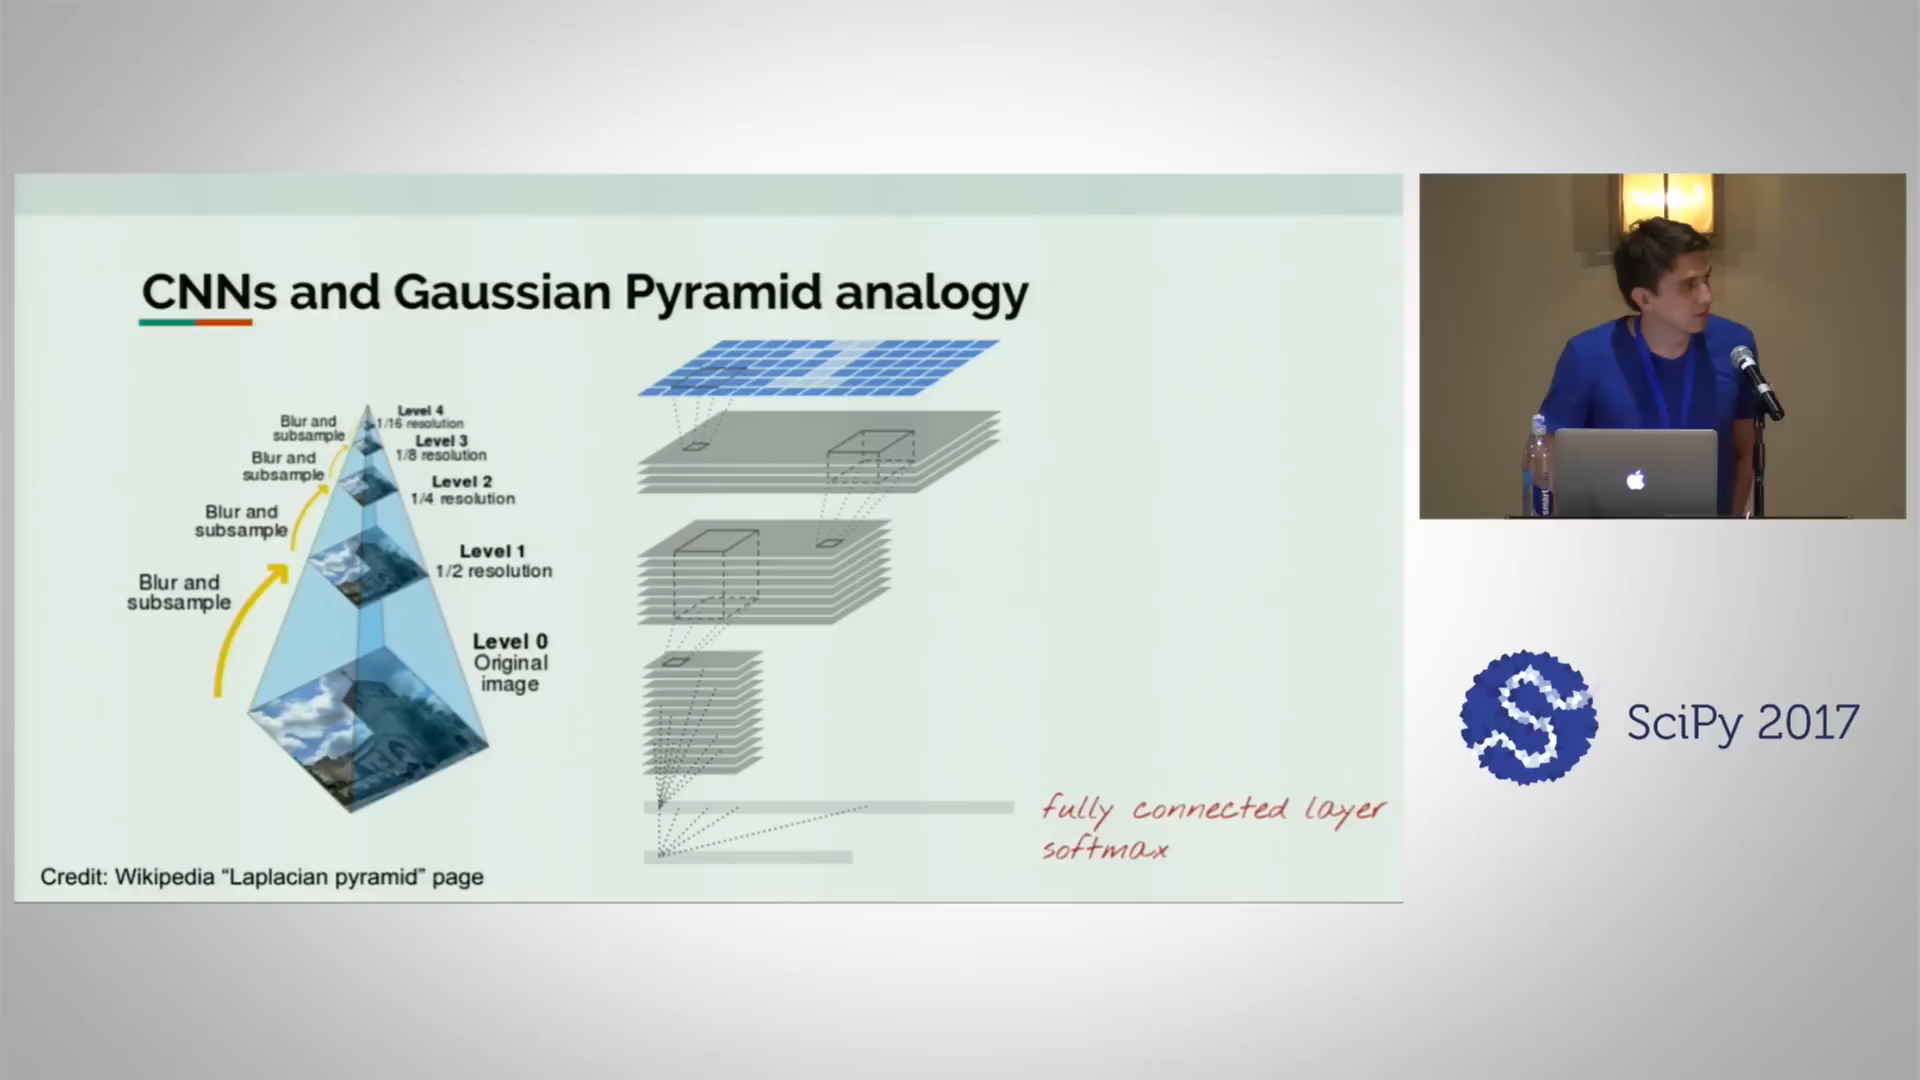 CNNs and Gaussian Pyramid analogy
Level 4
1/16 resolution
Blur and
subsample
Level 3
1/8 resolution
Blur and
subsample
Level 2
1/4 resolution
Blur and
subsample
Level 1
1/2 resolution
Blur and
subsample
Level 0
Original
image
fully connected layer
softmax
Credit: Wikipedia “Laplacian pyramid” page
smart
SciPy 2017